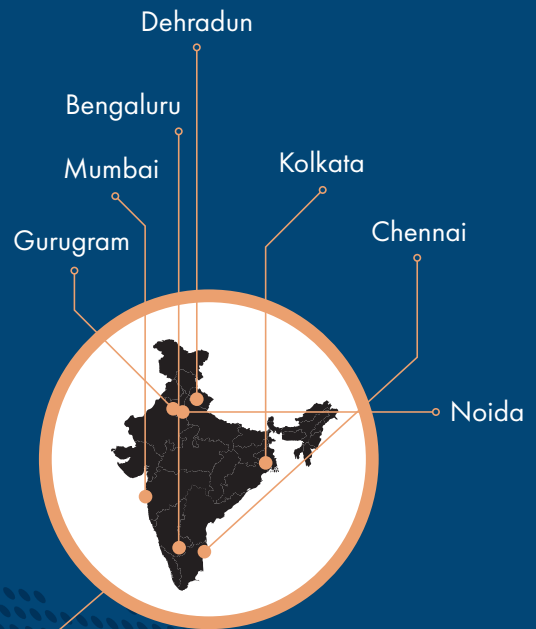 Dehradun
Bengaluru
Mumbai
Kolkata
Gurugram
Chennai
Noida